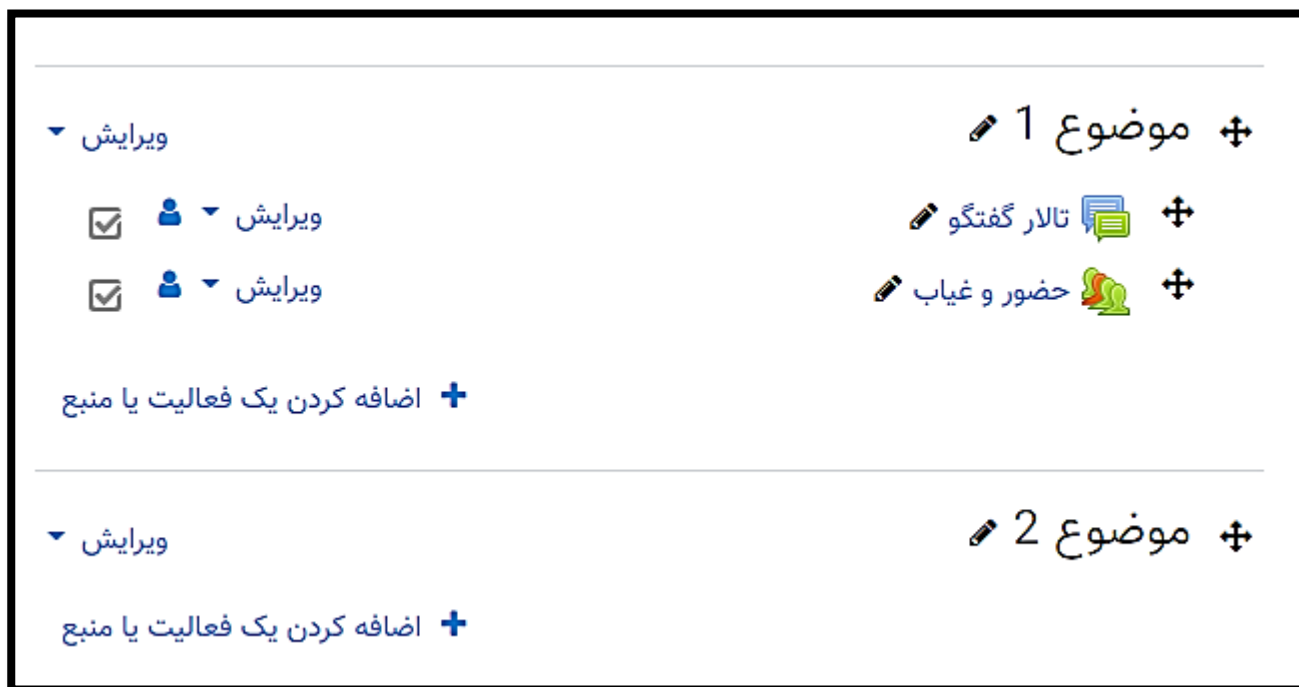 موضوع 1 ویرایش
تالار گفتگو ویرایش
حضور و غیاب ویرایش
اضافه کردن یک فعالیت یا منبع
موضوع 2 ویرایش
اضافه کردن یک فعالیت یا منبع